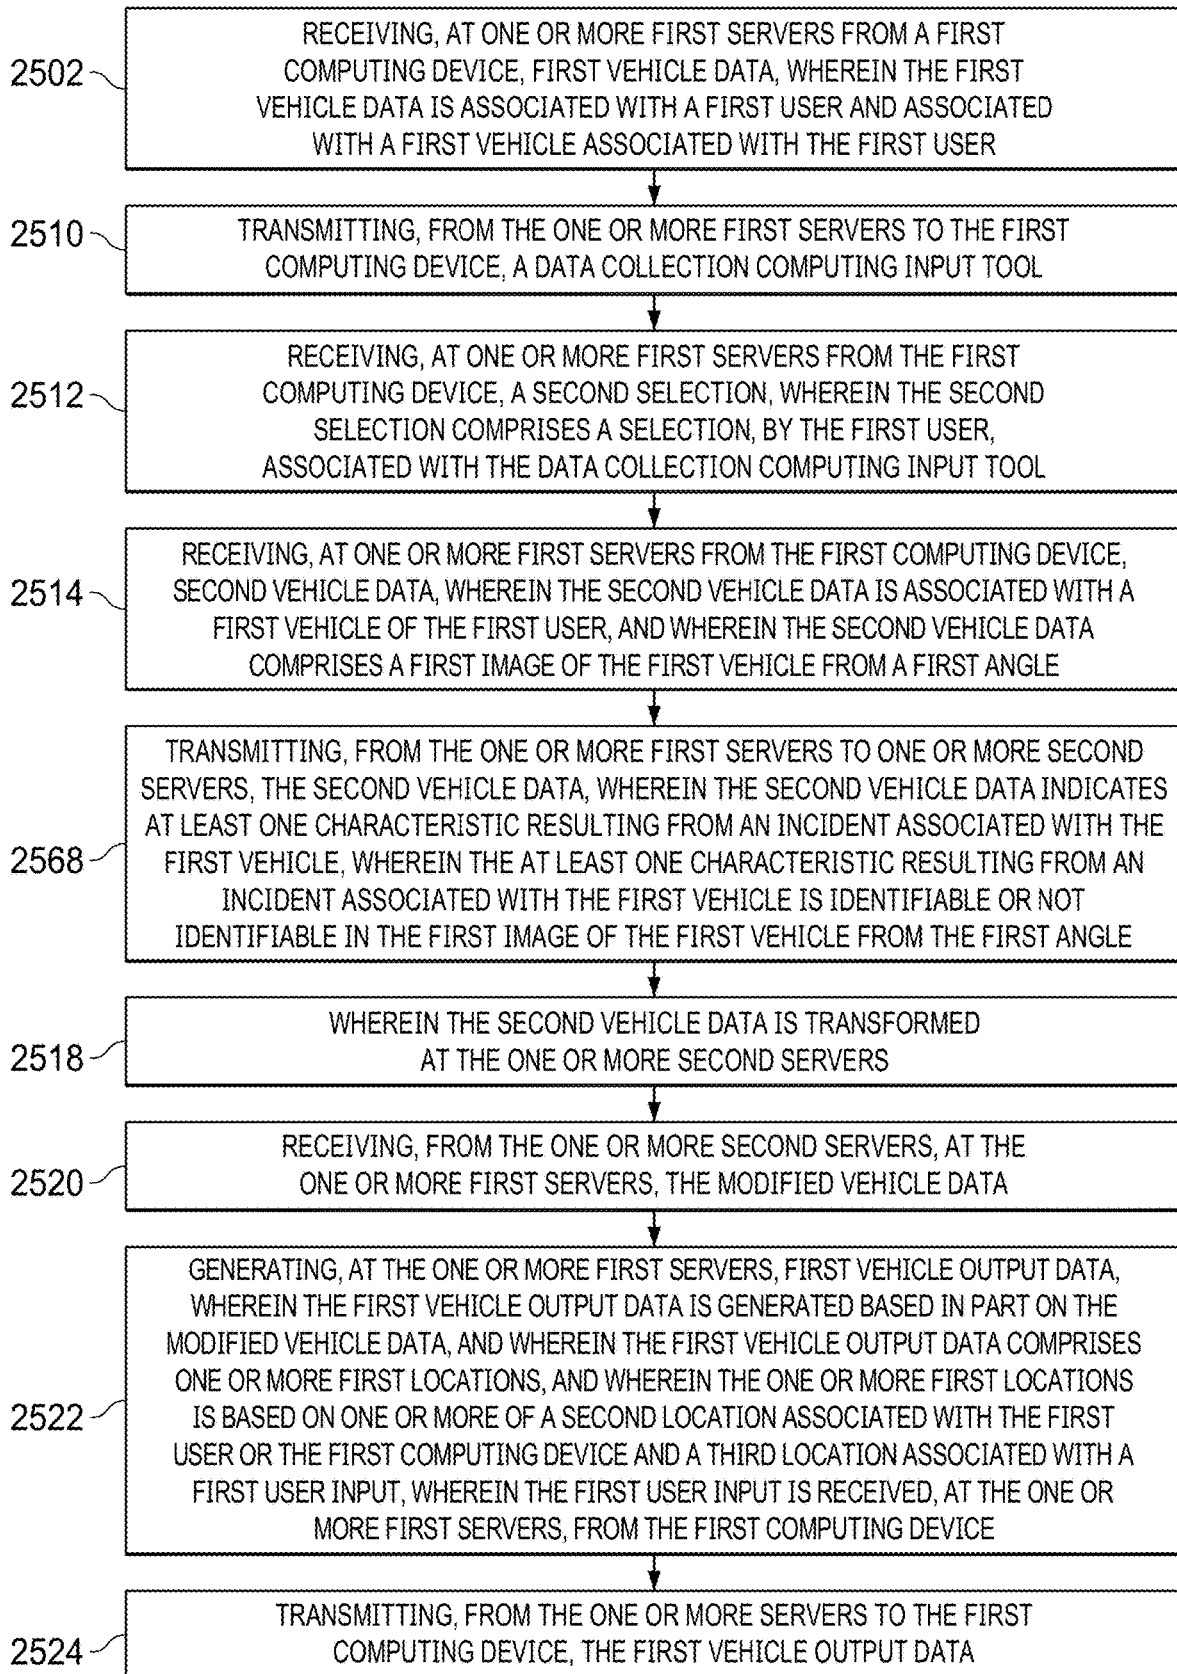 2502
RECEIVING, AT ONE OR MORE FIRST SERVERS FROM A FIRST
COMPUTING DEVICE, FIRST VEHICLE DATA, WHEREIN THE FIRST
VEHICLE DATA IS ASSOCIATED WITH A FIRST USER AND ASSOCIATED
WITH A FIRST VEHICLE ASSOCIATED WITH THE FIRST USER
2510
TRANSMITTING, FROM THE ONE OR MORE FIRST SERVERS TO THE FIRST
COMPUTING DEVICE, A DATA COLLECTION COMPUTING INPUT TOOL
2512
RECEIVING, AT ONE OR MORE FIRST SERVERS FROM THE FIRST
COMPUTING DEVICE, A SECOND SELECTION, WHEREIN THE SECOND
SELECTION COMPRISES A SELECTION, BY THE FIRST USER,
ASSOCIATED WITH THE DATA COLLECTION COMPUTING INPUT TOOL
2514
RECEIVING, AT ONE OR MORE FIRST SERVERS FROM THE FIRST COMPUTING DEVICE,
SECOND VEHICLE DATA, WHEREIN THE SECOND VEHICLE DATA IS ASSOCIATED WITH A
FIRST VEHICLE OF THE FIRST USER, AND WHEREIN THE SECOND VEHICLE DATA
COMPRISES A FIRST IMAGE OF THE FIRST VEHICLE FROM A FIRST ANGLE
2568
TRANSMITTING, FROM THE ONE OR MORE FIRST SERVERS TO ONE OR MORE SECOND
SERVERS, THE SECOND VEHICLE DATA, WHEREIN THE SECOND VEHICLE DATA INDICATES
AT LEAST ONE CHARACTERISTIC RESULTING FROM AN INCIDENT ASSOCIATED WITH THE
FIRST VEHICLE, WHEREIN THE AT LEAST ONE CHARACTERISTIC RESULTING FROM AN
INCIDENT ASSOCIATED WITH THE FIRST VEHICLE IS IDENTIFIABLE OR NOT
IDENTIFIABLE IN THE FIRST IMAGE OF THE FIRST VEHICLE FROM THE FIRST ANGLE
2518
WHEREIN THE SECOND VEHICLE DATA IS TRANSFORMED
AT THE ONE OR MORE SECOND SERVERS
2520
RECEIVING, FROM THE ONE OR MORE SECOND SERVERS, AT THE
ONE OR MORE FIRST SERVERS, THE MODIFIED VEHICLE DATA
2522
GENERATING, AT THE ONE OR MORE FIRST SERVERS, FIRST VEHICLE OUTPUT DATA,
WHEREIN THE FIRST VEHICLE OUTPUT DATA IS GENERATED BASED IN PART ON THE
MODIFIED VEHICLE DATA, AND WHEREIN THE FIRST VEHICLE OUTPUT DATA COMPRISES
ONE OR MORE FIRST LOCATIONS, AND WHEREIN THE ONE OR MORE FIRST LOCATIONS
IS BASED ON ONE OR MORE OF A SECOND LOCATION ASSOCIATED WITH THE FIRST
USER OR THE FIRST COMPUTING DEVICE AND A THIRD LOCATION ASSOCIATED WITH A
FIRST USER INPUT, WHEREIN THE FIRST USER INPUT IS RECEIVED, AT THE ONE OR
MORE FIRST SERVERS, FROM THE FIRST COMPUTING DEVICE
2524
TRANSMITTING, FROM THE ONE OR MORE SERVERS TO THE FIRST
COMPUTING DEVICE, THE FIRST VEHICLE OUTPUT DATA